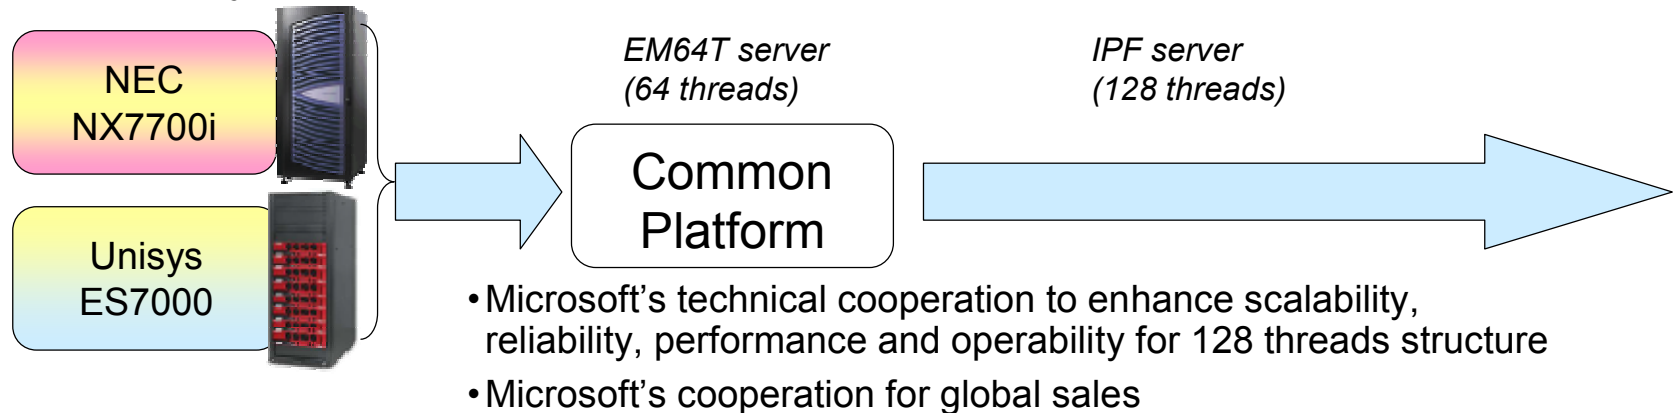 NEC
NX7700i
Unisys
ES7000
EM64T server
(64 threads)
Common
Platform
IPF server
(128 threads)
•Microsoft's technical cooperation to enhance scalability,
reliability, performance and operability for 128 threads structure
•Microsoft's cooperation for global sales